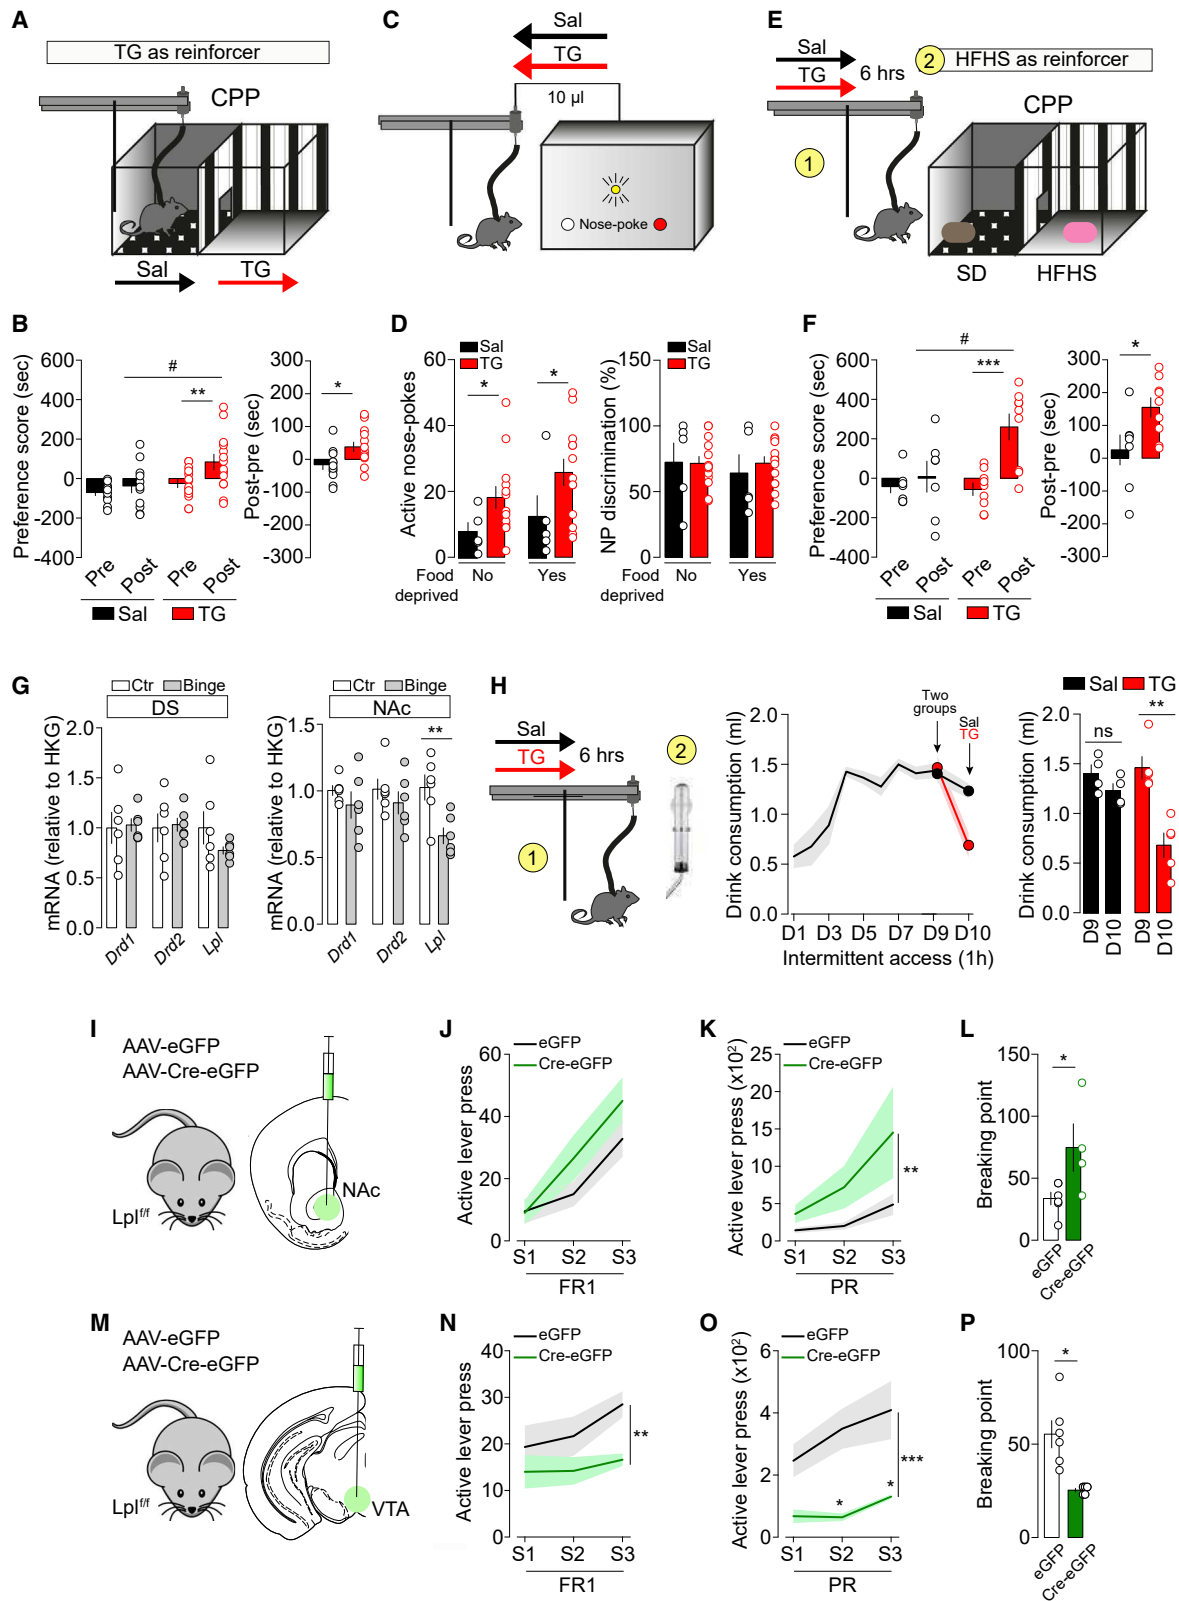 A
TG as reinforcer
CPP
Sal
TG
C
Sal
TG
10 µl
Nose-poke
E
Sal
TG
6 hrs
2
HFHS as reinforcer
CPP
1
SD
HFHS
B
Preference score (sec)
600
400
200
0
-200
-400
#
**
Pre
Post
Pre
Post
Sal
TG
Post-pre (sec)
300
200
100
0
-100
-200
-300
*
D
Active nose-pokes
60
40
20
0
Sal
TG
*
*
Food deprived
No
Yes
NP discrimination (%)
150
100
50
0
Sal
TG
Food deprived
No
Yes
F
Preference score (sec)
600
400
200
0
-200
-400
#
***
Pre
Post
Pre
Post
Sal
TG
Post-pre (sec)
300
200
100
0
-100
-200
-300
*
G
Ctr
Binge
DS
mRNA (relative to HKG)
2.0
1.5
1.0
0.5
0.0
Drd1
Drd2
Lpl
Ctr
Binge
NAc
mRNA (relative to HKG)
1.5
1.0
0.5
0.0
**
Drd1
Drd2
Lpl
H
Sal
TG
6 hrs
1
2
Drink consumption (ml)
2.0
1.5
1.0
0.5
0.0
Two
groups
Sal
TG
D1
D3
D5
D7
D9
D10
Intermittent access (1h)
Sal
TG
Drink consumption (ml)
2.0
1.5
1.0
0.5
0.0
ns
**
D9
D10
D9
D10
I
AAV-eGFP
AAV-Cre-eGFP
Lpl f/f
NAc
J
eGFP
Cre-eGFP
Active lever press
60
40
20
0
S1
S2
S3
FR1
K
eGFP
Cre-eGFP
Active lever press (x10²)
25
20
15
10
5
0
**
S1
S2
S3
PR
L
Breaking point
150
100
50
0
*
eGFP
Cre-eGFP
M
AAV-eGFP
AAV-Cre-eGFP
Lpl f/f
VTA
N
eGFP
Cre-eGFP
Active lever press
40
30
20
10
0
**
S1
S2
S3
FR1
O
eGFP
Cre-eGFP
Active lever press (x10²)
6
4
2
0
*
*
***
S1
S2
S3
PR
P
Breaking point
100
50
0
*
eGFP
Cre-eGFP